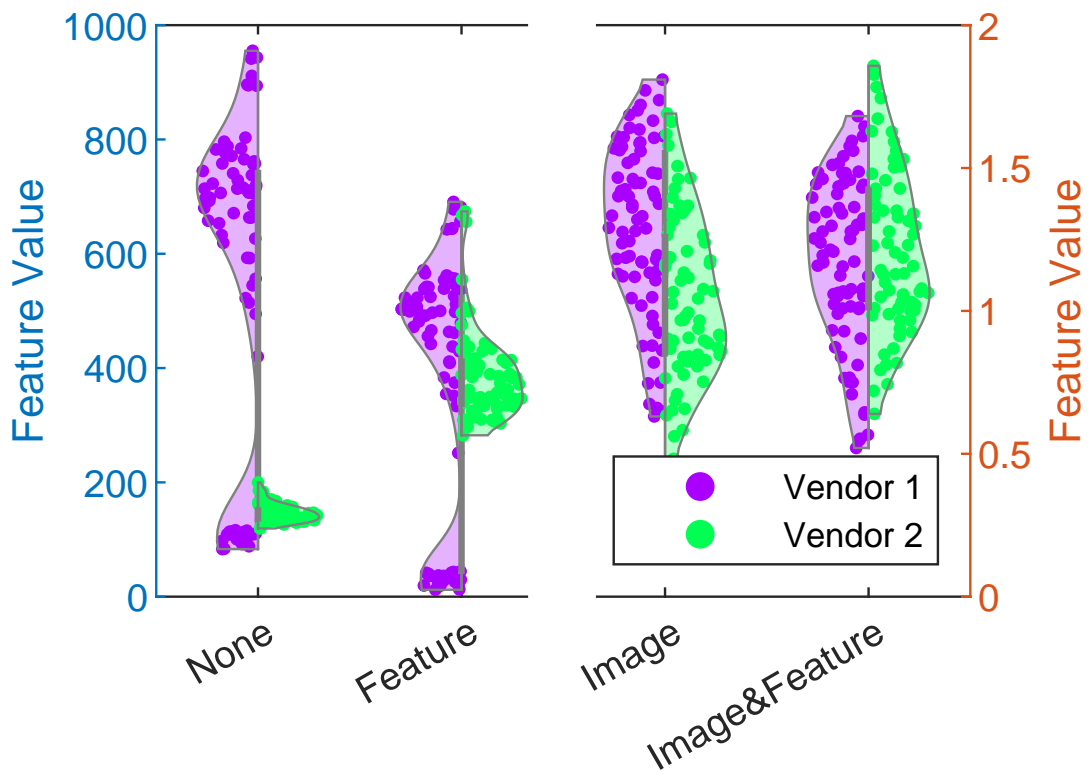 1000
800
600
400
200
0
Feature Value
2
1.5
1
0.5
0
Feature Value
Vendor 1
Vendor 2
None
Feature
Image
Image&Feature